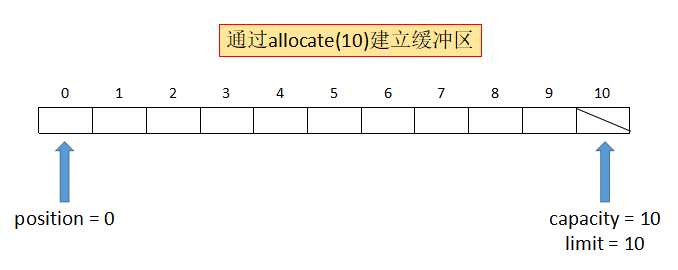 通过allocate(10)建立缓冲区
0 1 2 3 4 5 6 7 8 9 10
position = 0
capacity = 10
limit = 10